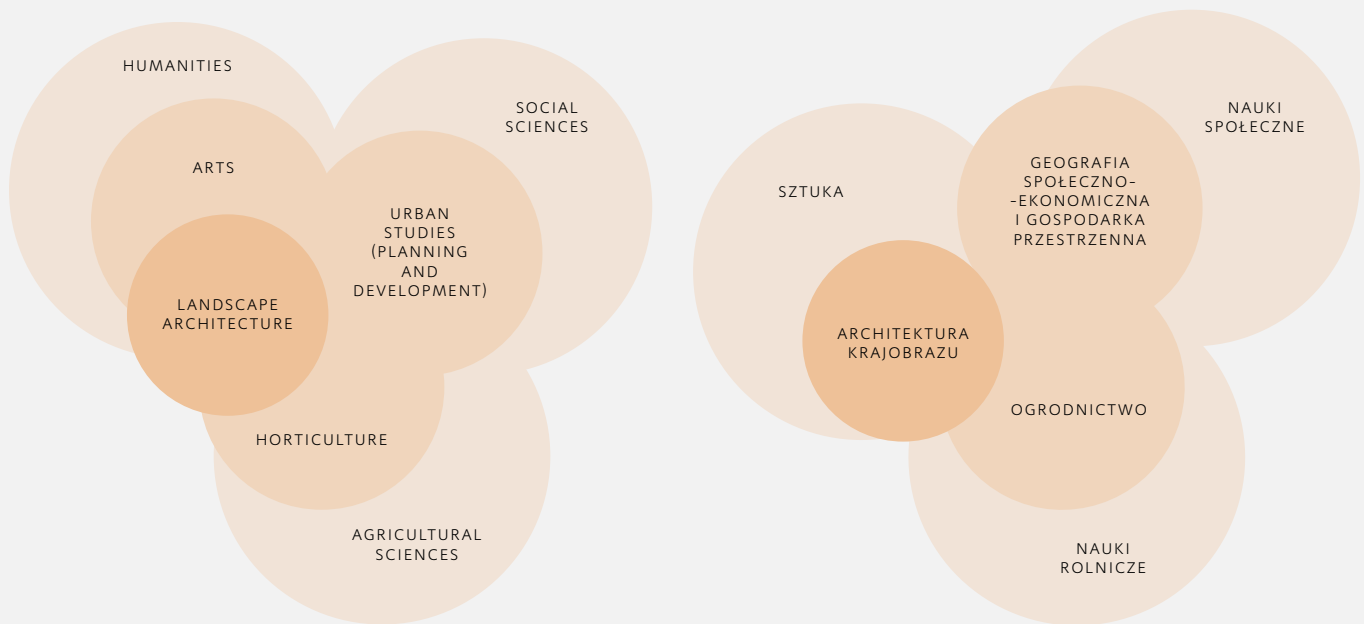 HUMANITIES
SOCIAL
SCIENCES
ARTS
URBAN
STUDIES
(PLANNING
AND
DEVELOPMENT)
LANDSCAPE
ARCHITECTURE
HORTICULTURE
AGRICULTURAL
SCIENCES
NAUKI
SPOŁECZNE
GEOGRAFIA
SPOŁECZNO-
-EKONOMICZNA
I GOSPODARKA
PRZESTRZENNA
SZTUKA
ARCHITEKTURA
KRAJOBRAZU
OGRODNICTWO
NAUKI
ROLNICZE